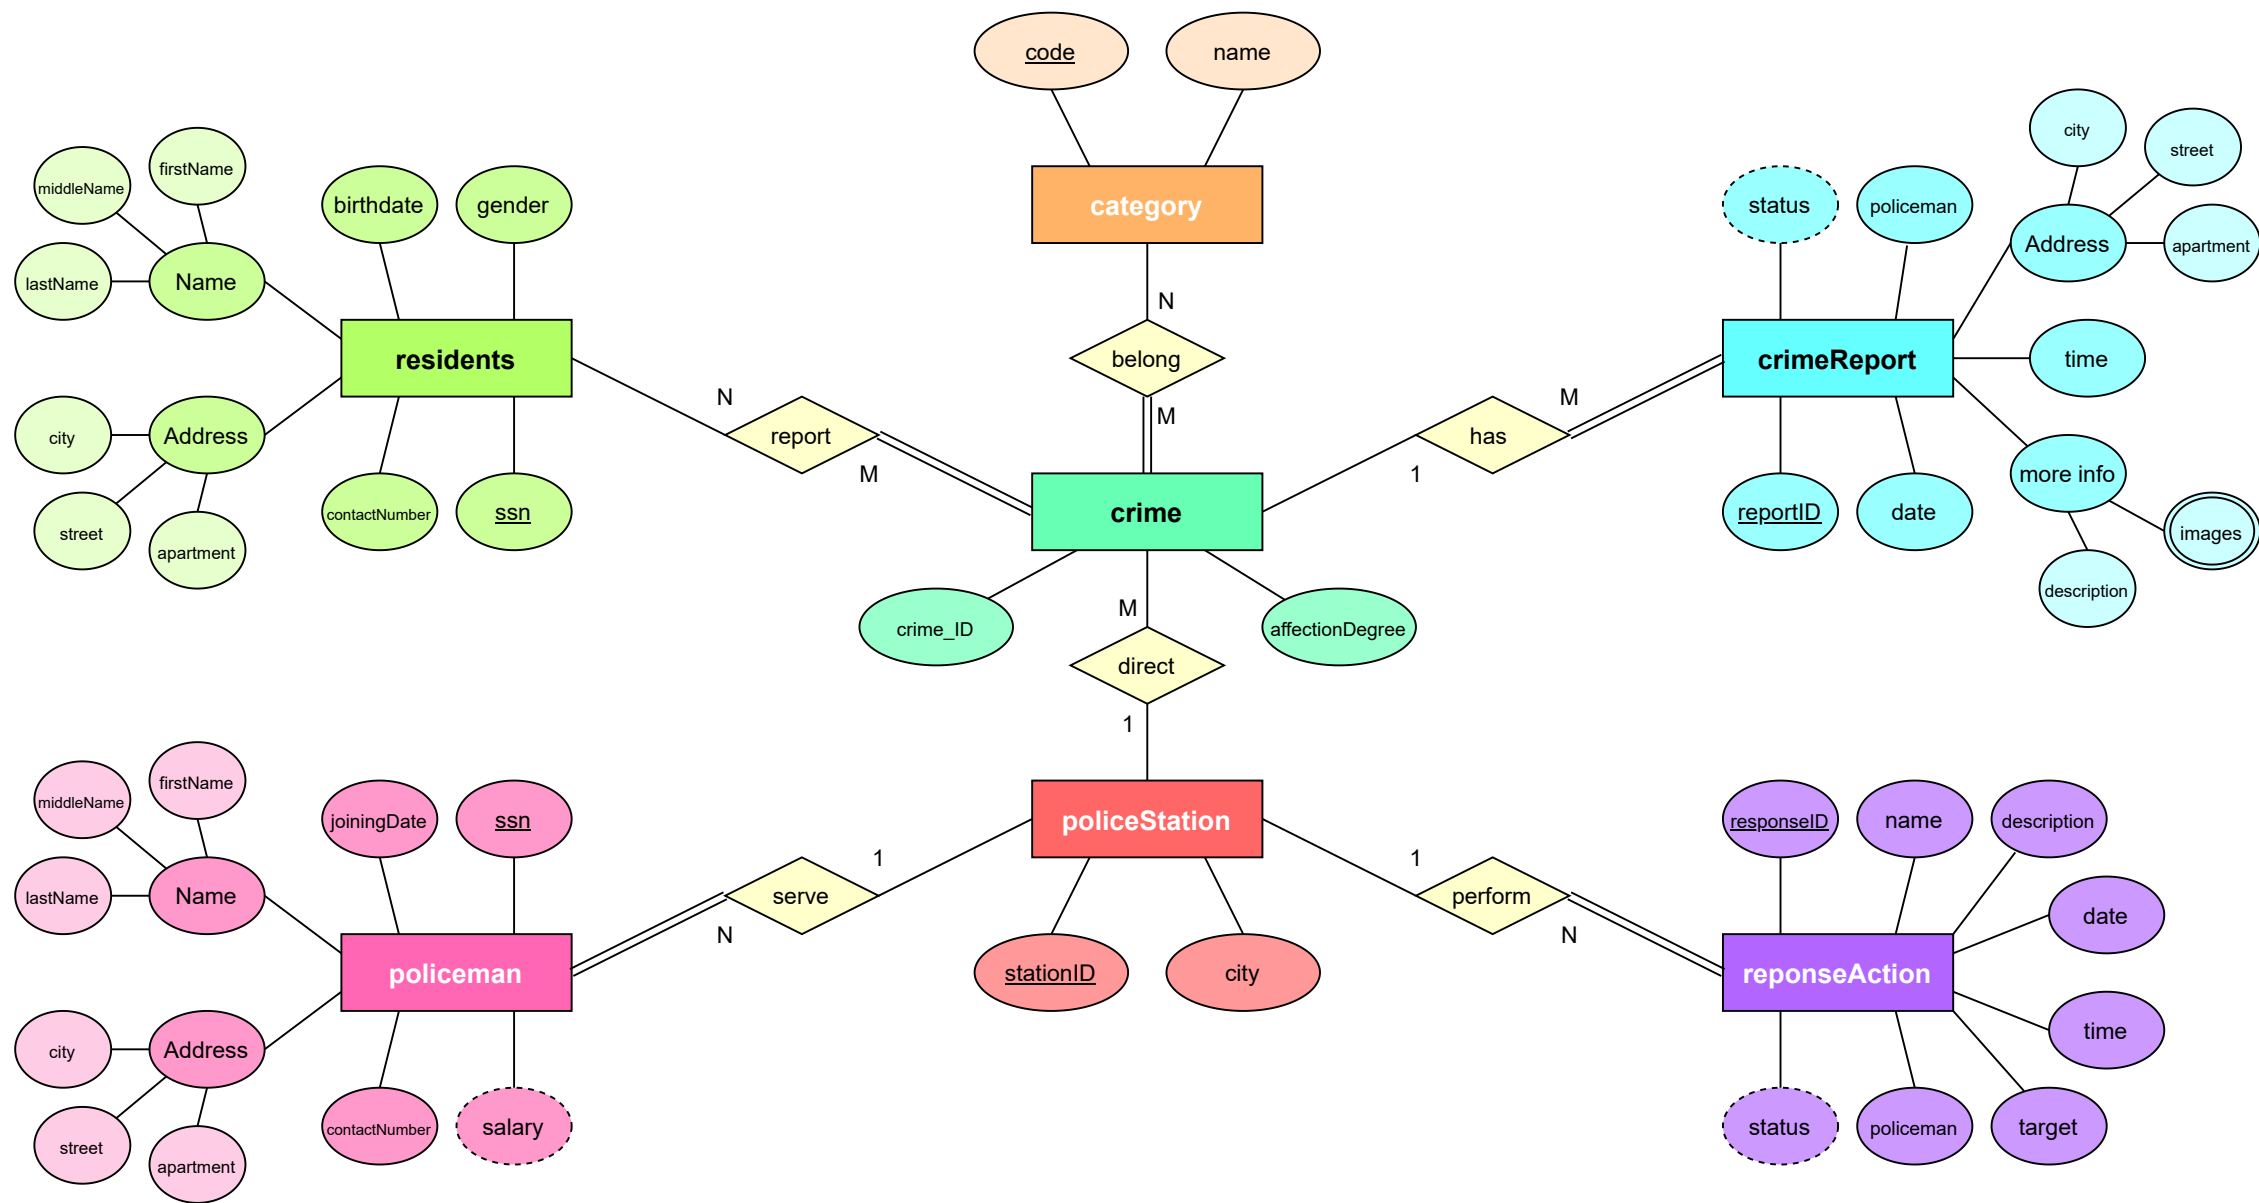 code
name
category
N
belong
M
firstName
middleName
lastName
Name
birthdate
gender
residents
Address
city
street
apartment
contactNumber
ssn
N
report
M
crime
crime_ID
affectionDegree
M
has
1
status
policeman
city
street
Address
apartment
crimeReport
time
more info
images
description
reportID
date
M
direct
1
policeStation
stationID
city
firstName
middleName
lastName
Name
joiningDate
ssn
policeman
Address
city
street
apartment
contactNumber
salary
1
serve
N
1
perform
N
responseID
name
description
date
reponseAction
time
status
policeman
target